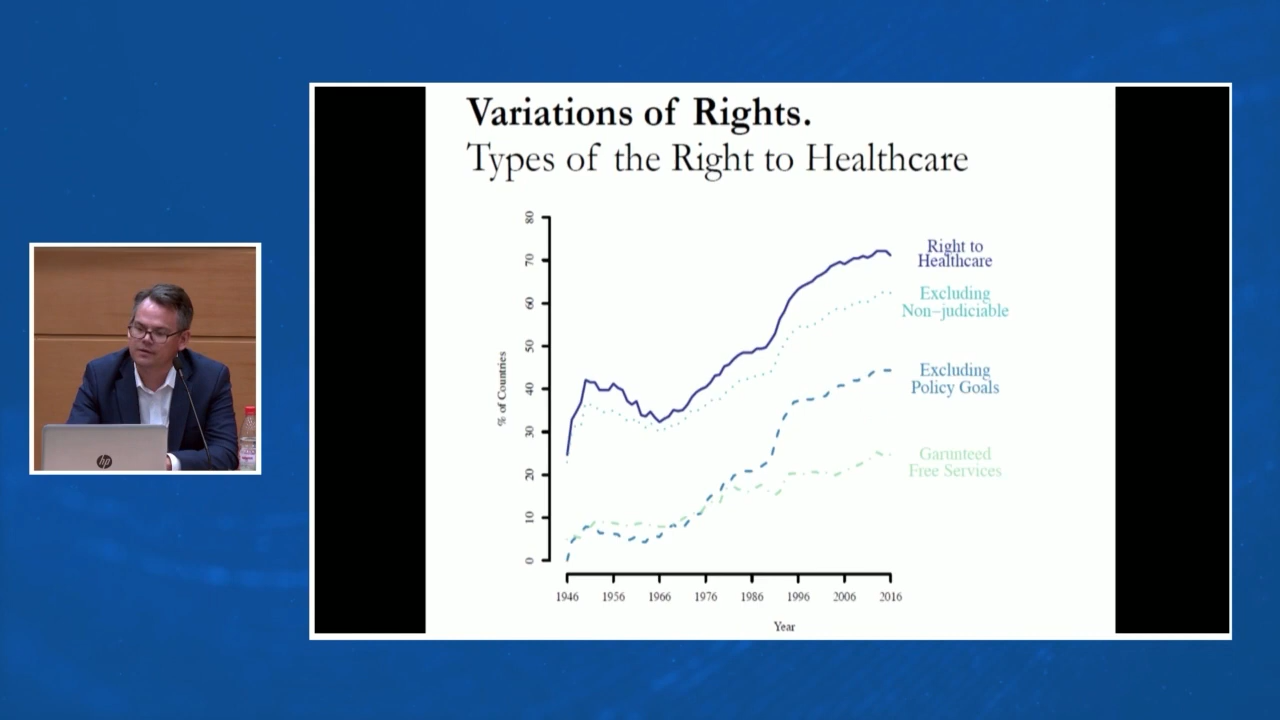 Variations of Rights.
Types of the Right to Healthcare
80
70
60
50
40
30
20
10
0
% of Countries
Right to
Healthcare
Excluding
Non-judiciable
Excluding
Policy Goals
Garunteed
Free Services
1946 1956 1966 1976 1986 1996 2006 2016
Year
hp